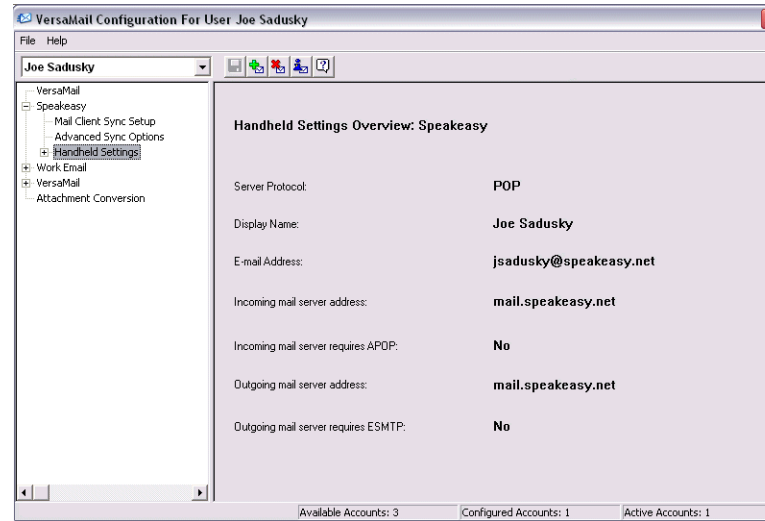 VersaMail Configuration For User Joe Sadusky
File Help
Joe Sadusky
VersaMail
Speakeasy
Mail Client Sync Setup
Advanced Sync Options
Handheld Settings
Work Email
VersaMail
Attachment Conversion
Handheld Settings Overview: Speakeasy
Server Protocol: POP
Display Name: Joe Sadusky
E-mail Address: jsadusky@speakeasy.net
Incoming mail server address: mail.speakeasy.net
Incoming mail server requires APOP: No
Outgoing mail server address: mail.speakeasy.net
Outgoing mail server requires ESMTP: No
Available Accounts: 3 Configured Accounts: 1 Active Accounts: 1